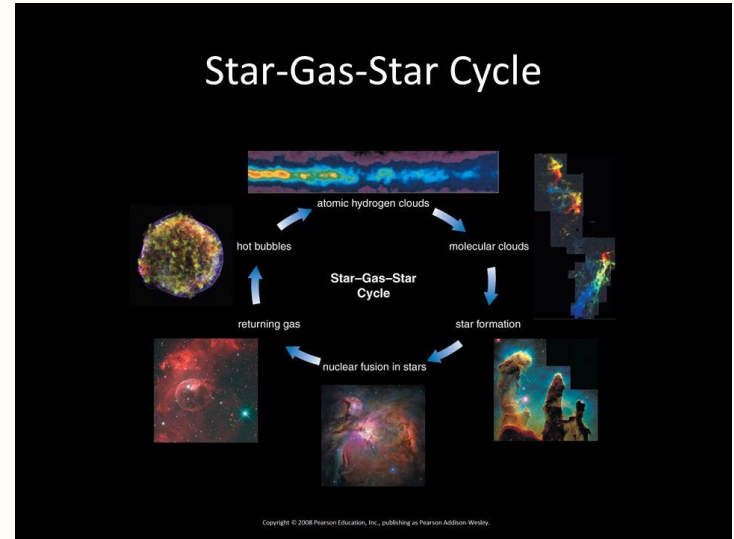 Star-Gas-Star Cycle
atomic hydrogen clouds
hot bubbles
molecular clouds
Star–Gas–Star
Cycle
returning gas
star formation
nuclear fusion in stars
Copyright © 2008 Pearson Education, Inc., publishing as Pearson Addison-Wesley.